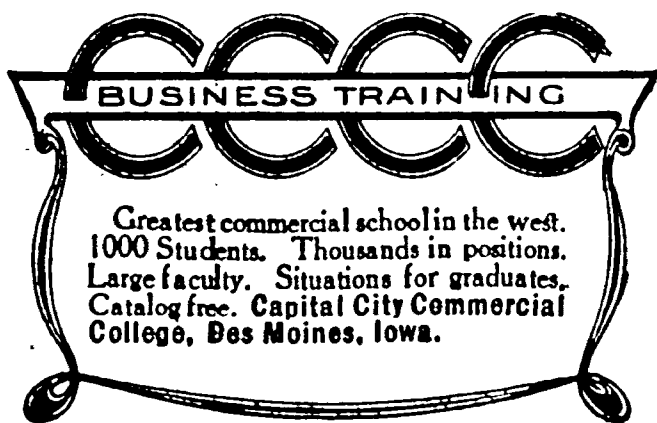 CCCC
BUSINESS TRAINING
Greatest commercial school in the west.
1000 Students. Thousands in positions.
Large faculty. Situations for graduates.
Catalog free. Capital City Commercial
College, Des Moines, Iowa.